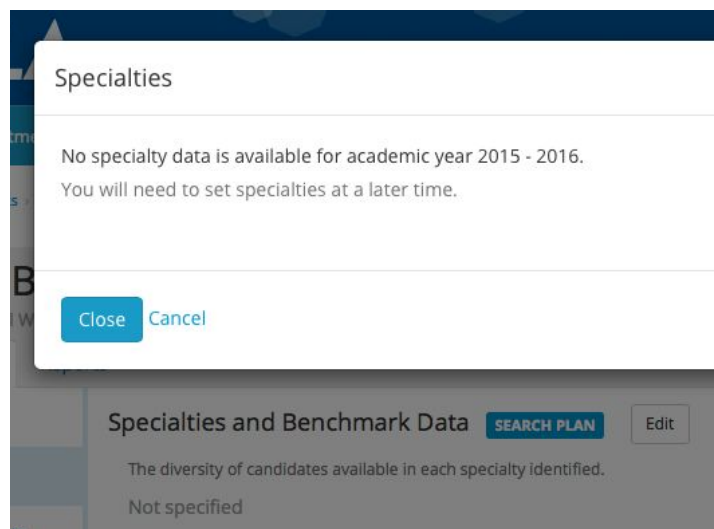 Specialties
No specialty data is available for academic year 2015 - 2016.
You will need to set specialties at a later time.
Close Cancel
Specialties and Benchmark Data SEARCH PLAN Edit
The diversity of candidates available in each specialty identified.
Not specified